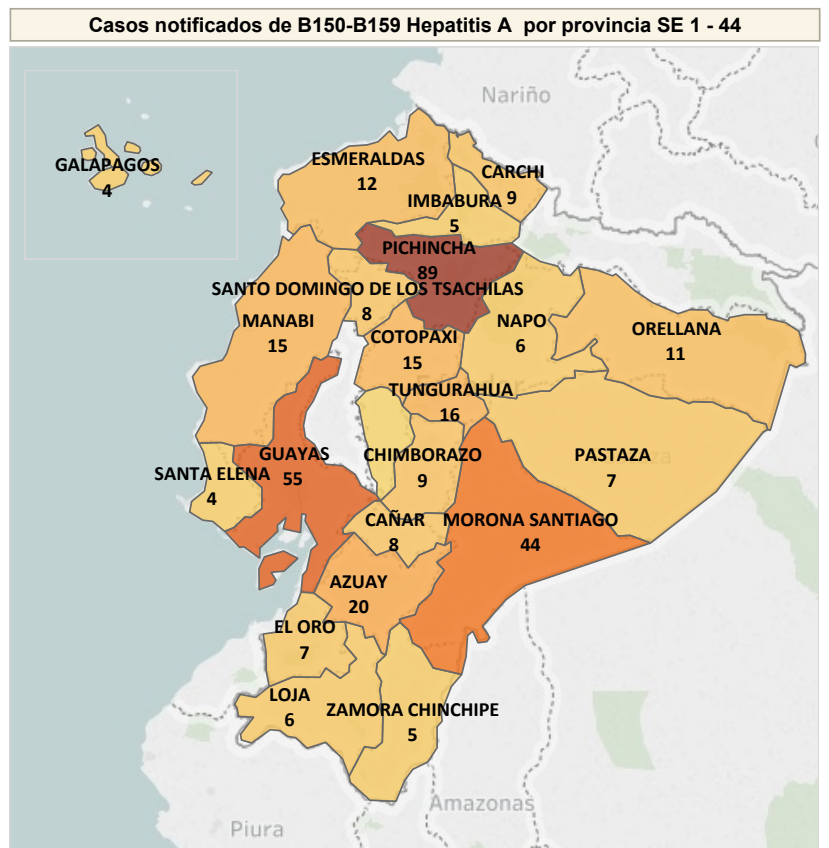 Casos notificados de B150-B159 Hepatitis A por provincia SE 1 - 44
Nariño
GALAPAGOS
4
ESMERALDAS
12
CARCHI
9
IMBABURA
5
PICHINCHA
89
SANTO DOMINGO DE LOS TSACHILAS
8
MANABI
15
COTOPAXI
15
NAPO
6
ORELLANA
11
TUNGURAHUA
16
GUAYAS
55
CHIMBORAZO
9
PASTAZA
7
SANTA ELENA
4
CAÑAR
8
MORONA SANTIAGO
44
AZUAY
20
EL ORO
7
LOJA
6
ZAMORA CHINCHIPE
5
Amazonas
Piura